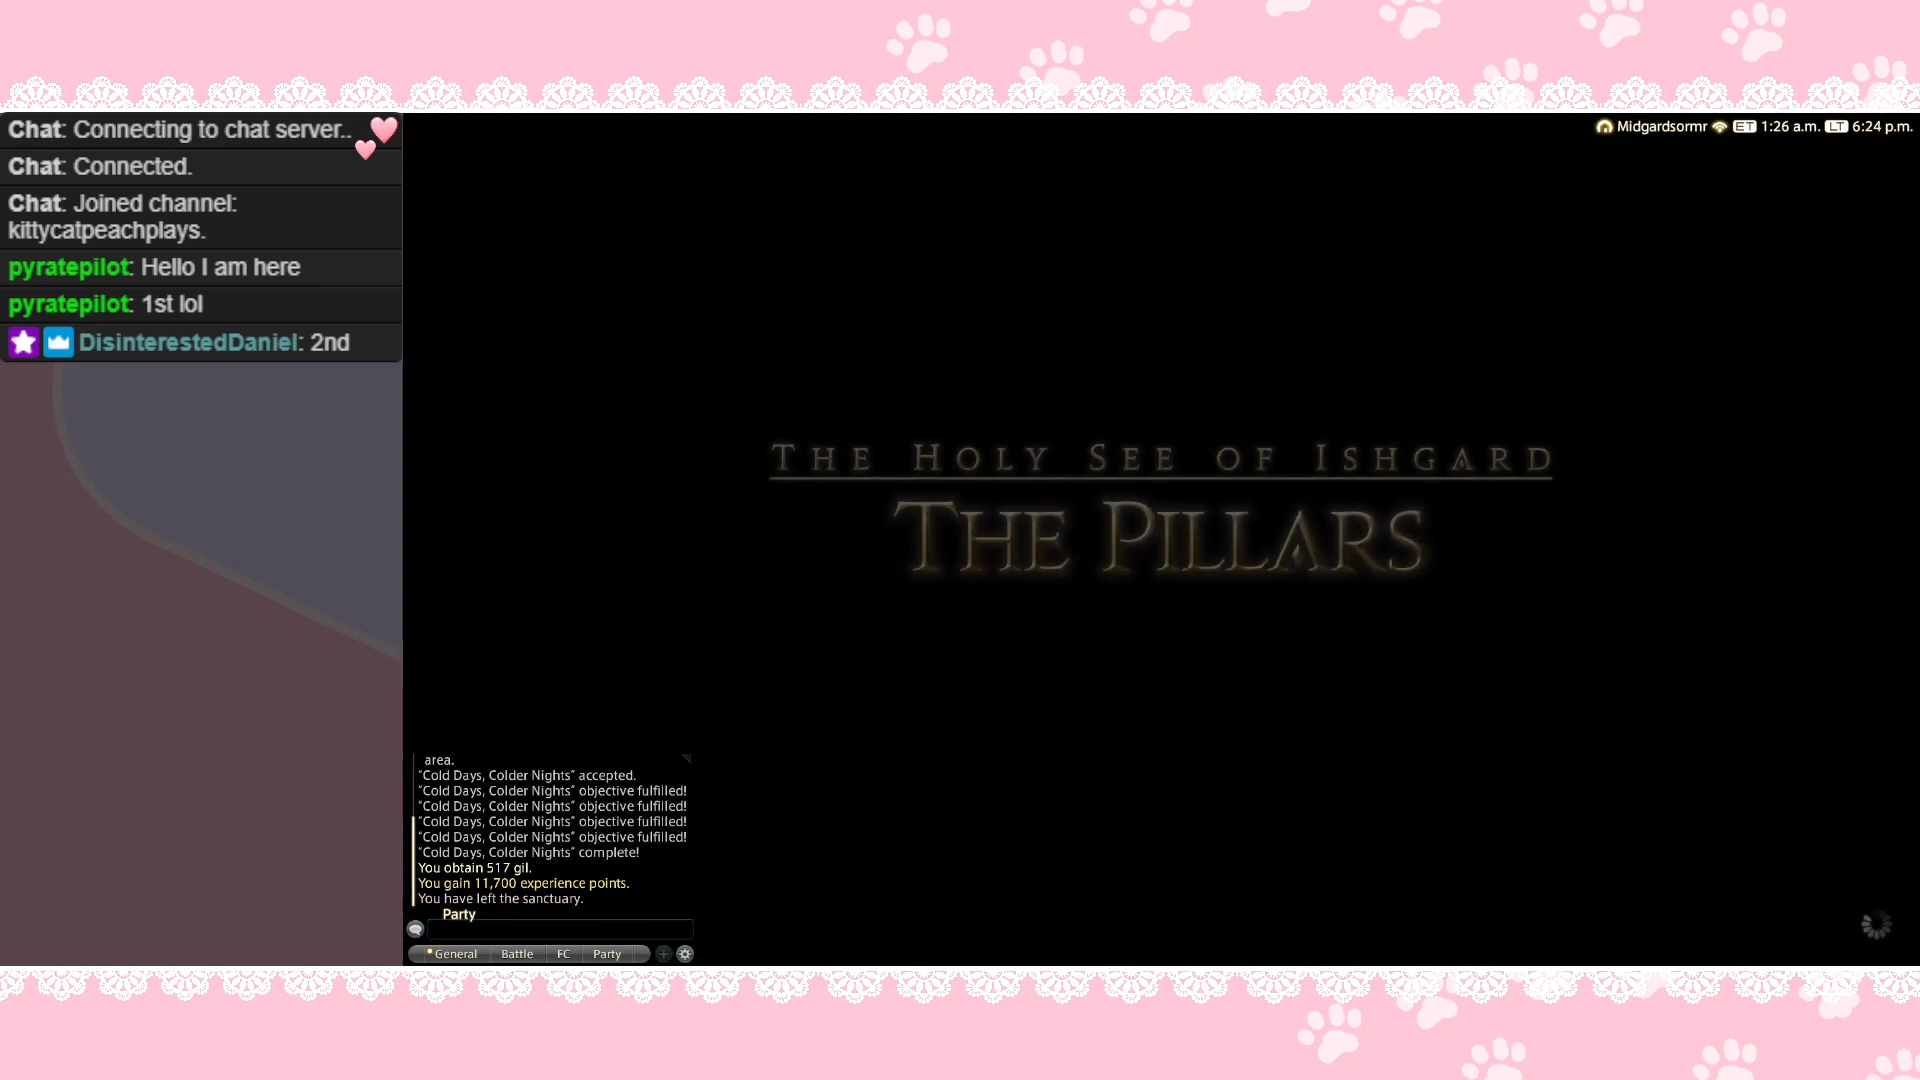 Chat: Connecting to chat server..
Chat: Connected.
Chat: Joined channel:
kittycatpeachplays.
pyratepilot: Hello I am here
pyratepilot: 1st lol
DisinterestedDaniel: 2nd
Midgardsormr ET 1:26 a.m. LT 6:24 p.m.
THE HOLY SEE OF ISHGARD
THE PILLARS
area.
“Cold Days, Colder Nights” accepted.
“Cold Days, Colder Nights” objective fulfilled!
“Cold Days, Colder Nights” objective fulfilled!
“Cold Days, Colder Nights” objective fulfilled!
“Cold Days, Colder Nights” objective fulfilled!
“Cold Days, Colder Nights” complete!
You obtain 517 gil.
You gain 11,700 experience points.
You have left the sanctuary.
Party
General Battle FC Party